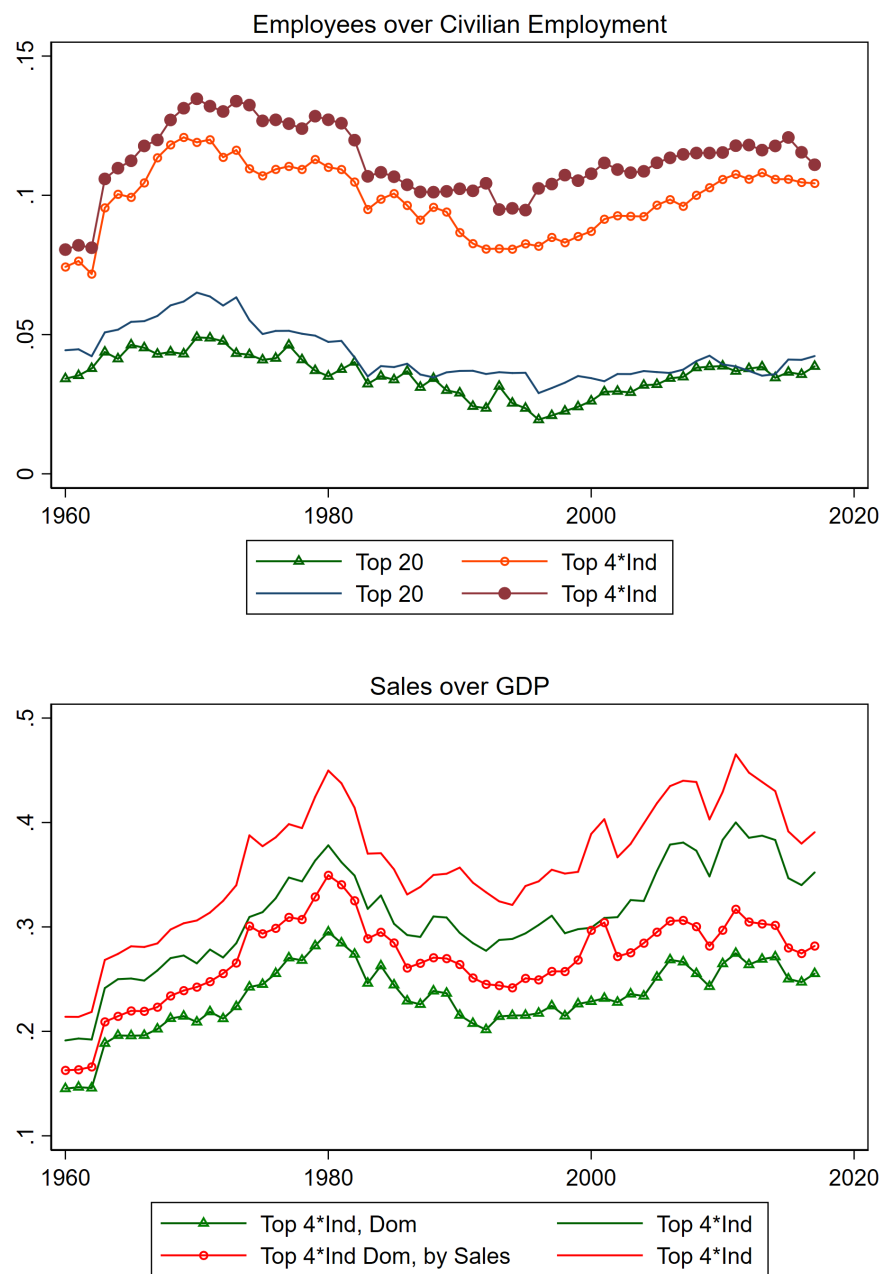 Employees over Civilian Employment
.15
.1
.05
0
1960 1980 2000 2020
Top 20 Top 4*Ind
Top 20 Top 4*Ind
Sales over GDP
.5
.4
.3
.2
.1
1960 1980 2000 2020
Top 4*Ind, Dom Top 4*Ind
Top 4*Ind Dom, by Sales Top 4*Ind